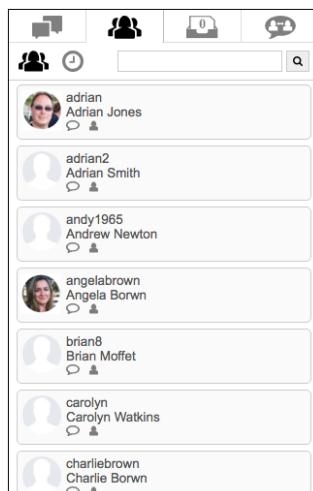 0
adrian
Adrian Jones
adrian2
Adrian Smith
andy1965
Andrew Newton
angelabrown
Angela Borwn
brian8
Brian Moffet
carolyn
Carolyn Watkins
charliebrown
Charlie Borwn